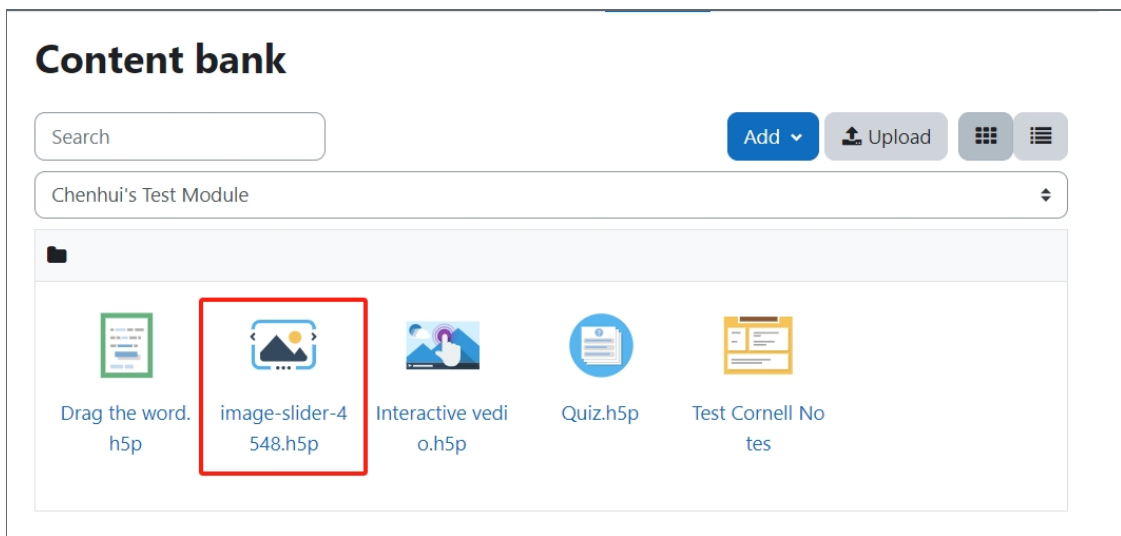 Content bank
Search
Add
Upload
Chenhui's Test Module
Drag the word.
h5p
image-slider-4
548.h5p
Interactive vedi
o.h5p
Quiz.h5p
Test Cornell No
tes